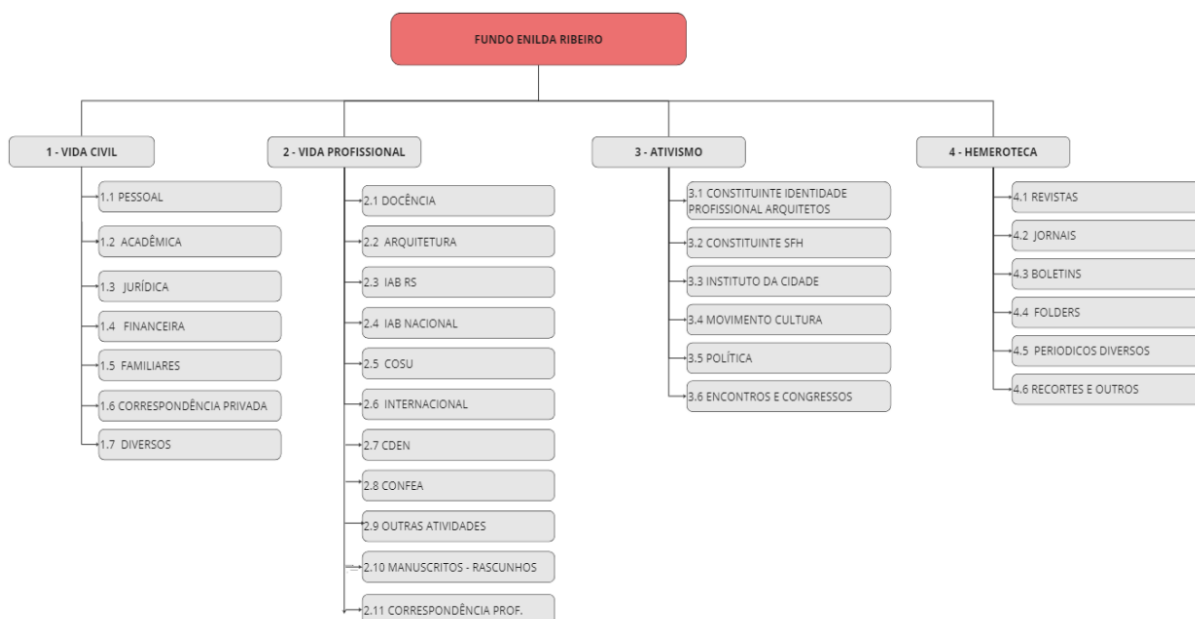 FUNDO ENILDA RIBEIRO
1 - VIDA CIVIL
1.1 PESSOAL
1.2 ACADÊMICA
1.3 JURÍDICA
1.4 FINANCEIRA
1.5 FAMILIARES
1.6 CORRESPONDÊNCIA PRIVADA
1.7 DIVERSOS
2 - VIDA PROFISSIONAL
2.1 DOCÊNCIA
2.2 ARQUITETURA
2.3 IAB RS
2.4 IAB NACIONAL
2.5 COSU
2.6 INTERNACIONAL
2.7 CDEN
2.8 CONFEA
2.9 OUTRAS ATIVIDADES
2.10 MANUSCRITOS - RASCUNHOS
2.11 CORRESPONDÊNCIA PROF.
3 - ATIVISMO
3.1 CONSTITUINTE IDENTIDADE
PROFISSIONAL ARQUITETOS
3.2 CONSTITUINTE SFH
3.3 INSTITUTO DA CIDADE
3.4 MOVIMENTO CULTURA
3.5 POLÍTICA
3.6 ENCONTROS E CONGRESSOS
4 - HEMEROTECA
4.1 REVISTAS
4.2 JORNAIS
4.3 BOLETINS
4.4 FOLDERS
4.5 PERIODICOS DIVERSOS
4.6 RECORTES E OUTROS